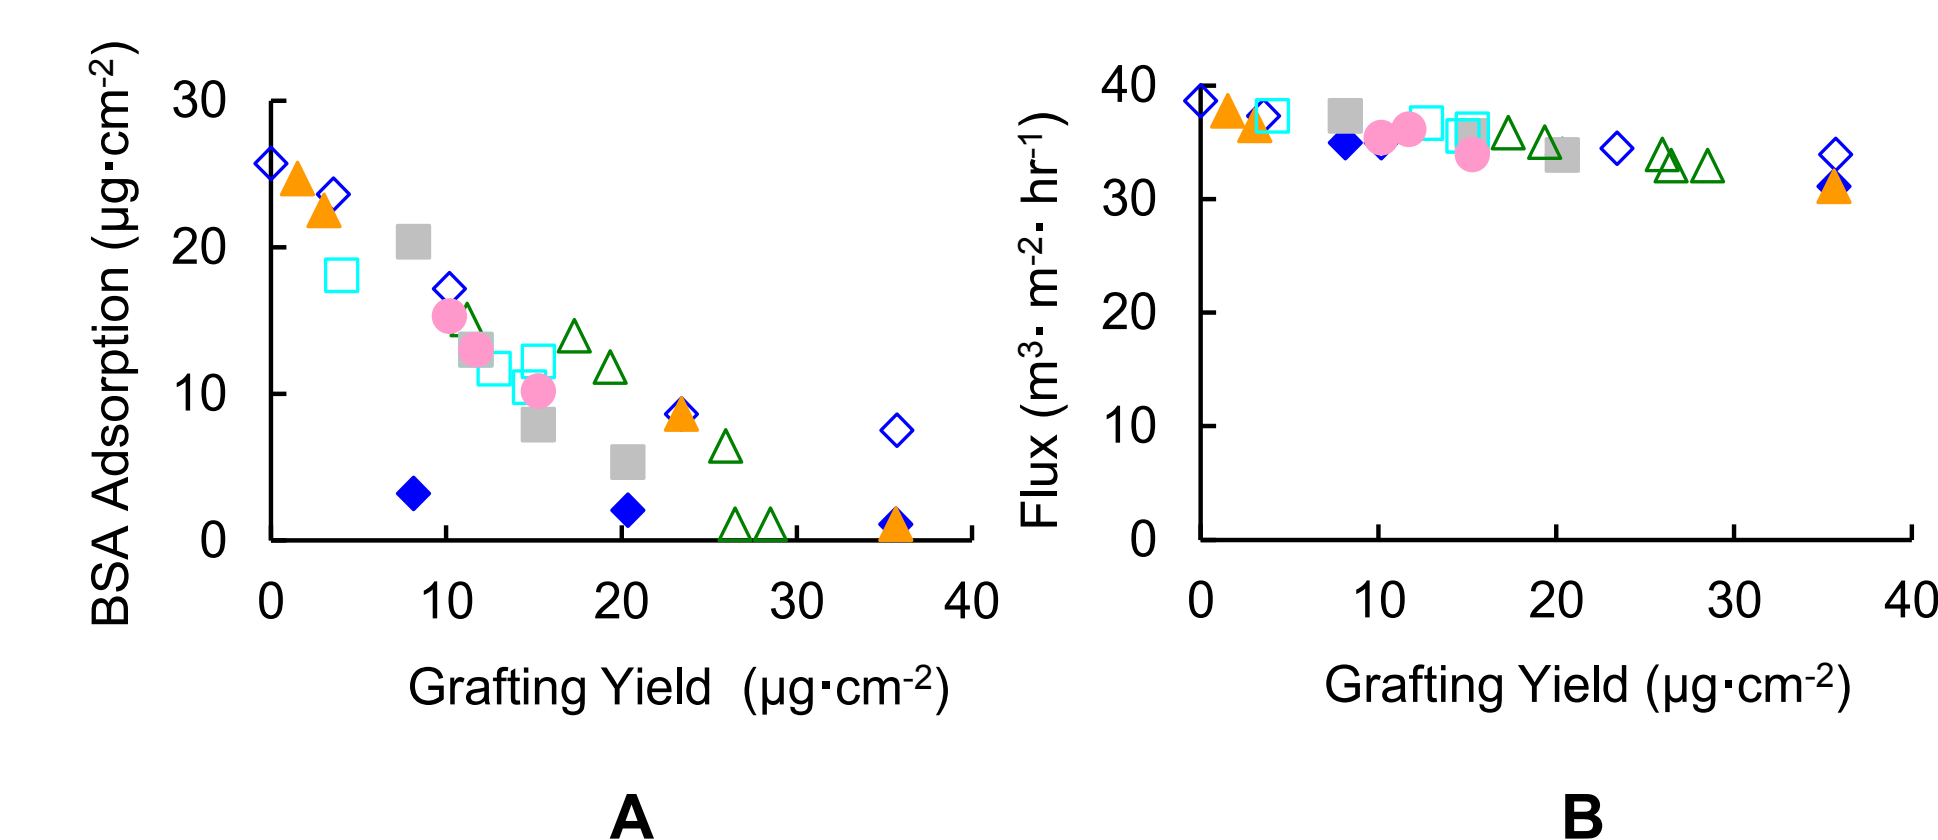 BSA Adsorption (µg·cm-2)
30
20
10
0
0 10 20 30 40
Grafting Yield (µg·cm-2)
A
Flux (m3· m-2· hr-1)
40
30
20
10
0
0 10 20 30 40
Grafting Yield (µg·cm-2)
B